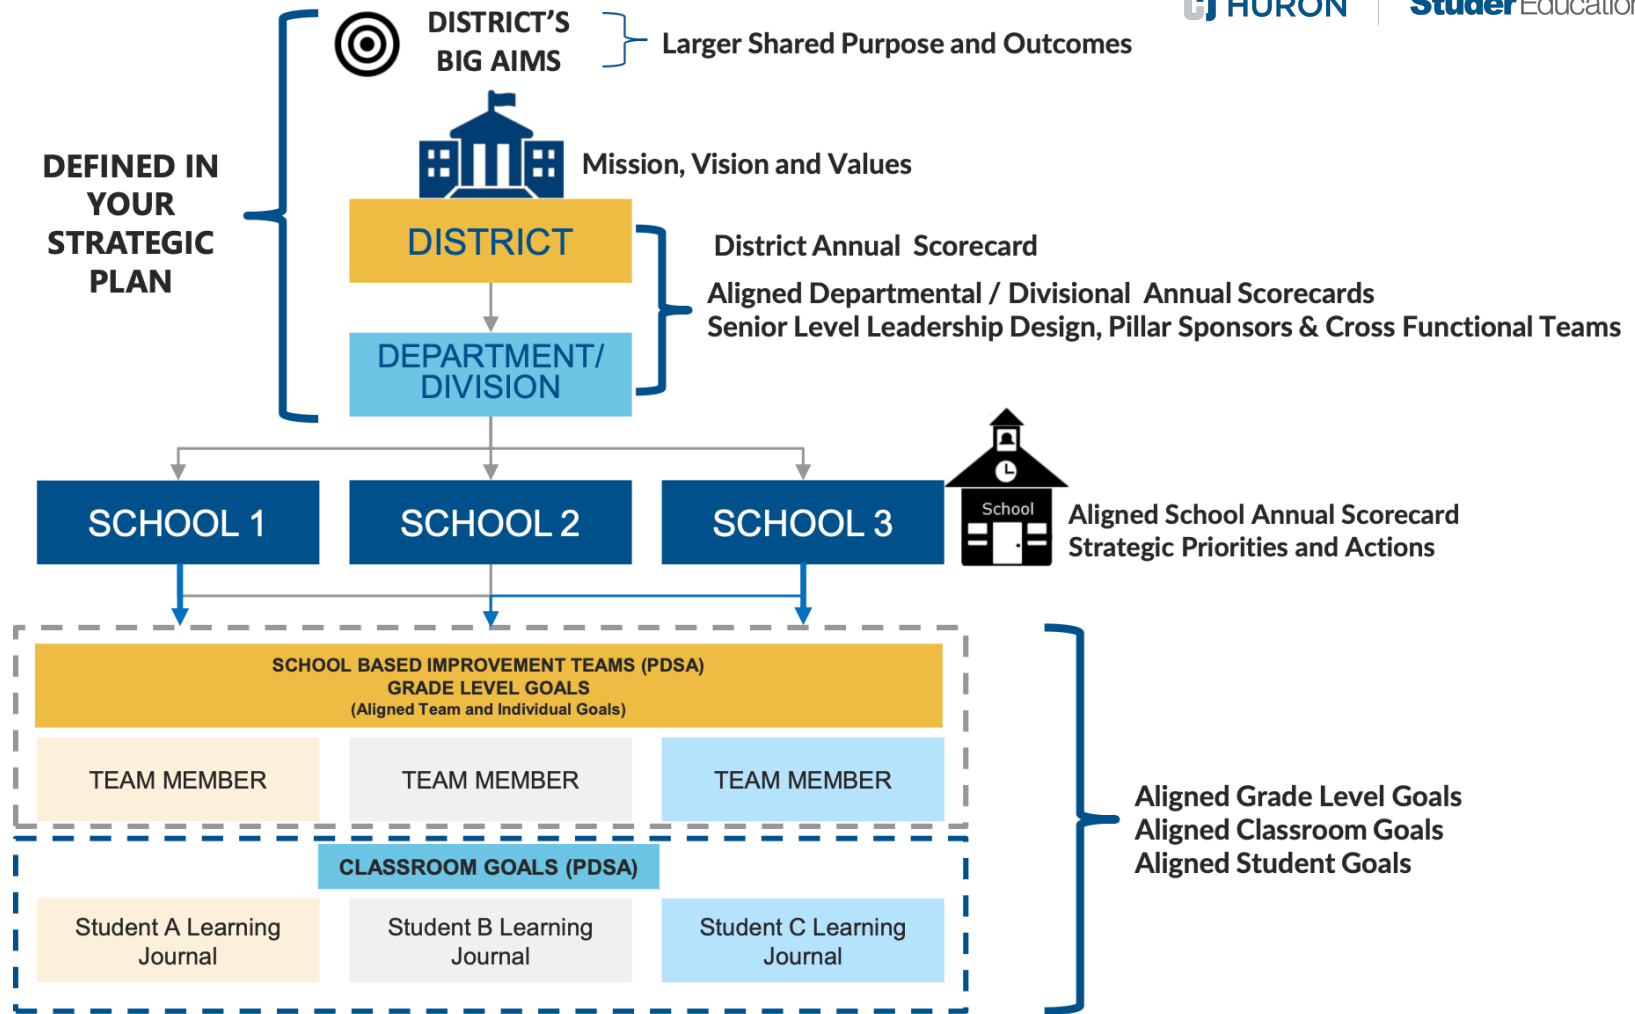 HURON
Studer Education
DISTRICT'S
BIG AIMS
Larger Shared Purpose and Outcomes
DEFINED IN
YOUR
STRATEGIC
PLAN
Mission, Vision and Values
DISTRICT
District Annual Scorecard
Aligned Departmental / Divisional Annual Scorecards
Senior Level Leadership Design, Pillar Sponsors & Cross Functional Teams
DEPARTMENT/
DIVISION
SCHOOL 1
SCHOOL 2
SCHOOL 3
School
Aligned School Annual Scorecard
Strategic Priorities and Actions
SCHOOL BASED IMPROVEMENT TEAMS (PDSA)
GRADE LEVEL GOALS
(Aligned Team and Individual Goals)
TEAM MEMBER
TEAM MEMBER
TEAM MEMBER
Aligned Grade Level Goals
Aligned Classroom Goals
Aligned Student Goals
CLASSROOM GOALS (PDSA)
Student A Learning
Journal
Student B Learning
Journal
Student C Learning
Journal